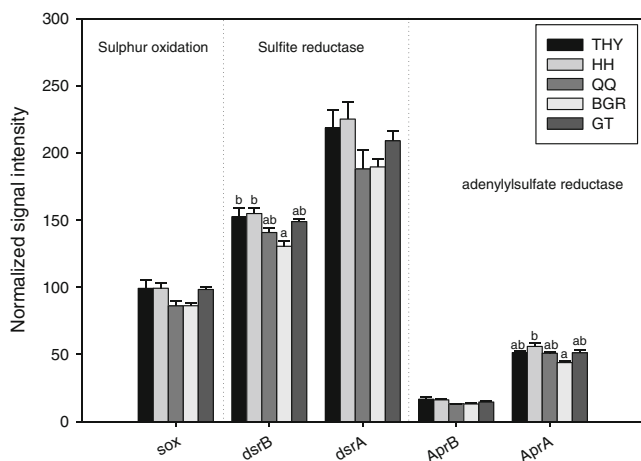 300
250
200
150
100
50
0
Normalized signal intensity
Sulphur oxidation
Sulfite reductase
adenylylsulfate reductase
THY
HH
QQ
BGR
GT
b b ab a ab
ab b ab a ab
sox dsrB dsrA AprB AprA